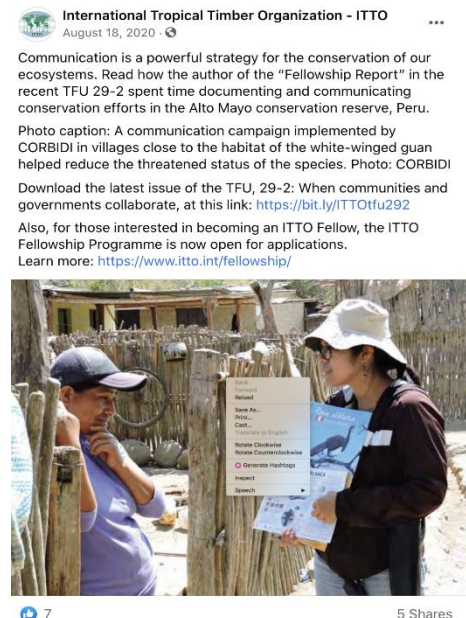 International Tropical Timber Organization - ITTO
August 18, 2020 ·
Communication is a powerful strategy for the conservation of our
ecosystems. Read how the author of the “Fellowship Report” in the
recent TFU 29-2 spent time documenting and communicating
conservation efforts in the Alto Mayo conservation reserve, Peru.
Photo caption: A communication campaign implemented by
CORBIDI in villages close to the habitat of the white-winged guan
helped reduce the threatened status of the species. Photo: CORBIDI
Download the latest issue of the TFU, 29-2: When communities and
governments collaborate, at this link: https://bit.ly/ITTOtfu292
Also, for those interested in becoming an ITTO Fellow, the ITTO
Fellowship Programme is now open for applications.
Learn more: https://www.itto.int/fellowship/
Back
Forward
Reload
Save As...
Print...
Cast...
Translate to English
Rotate Clockwise
Rotate Counterclockwise
Generate Hashtags
Inspect
Speech
7
5 Shares